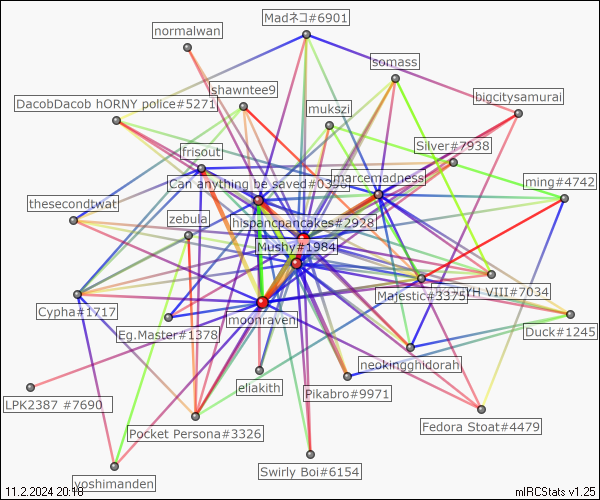 Madネコ#6901
normalwan
somass
shawntee9
bigcitysamurai
DacobDacob hORNY police#5271
mukszi
Silver#7938
frisout
marcemadness
ming#4742
Can anything be saved#0
thesecondtwat
zebula
hispancpancakes#2928
Mushy#1984
YH VIII#7034
Majestic#3375
Cypha#1717
moonraven
Duck#1245
Eg.Master#1378
neokingghidorah
eliakith
Pikabro#9971
LPK2387 #7690
Pocket Persona#3326
Fedora Stoat#4479
Swirly Boi#6154
yoshimanden
11.2.2024 20:18
mIRCStats v1.25